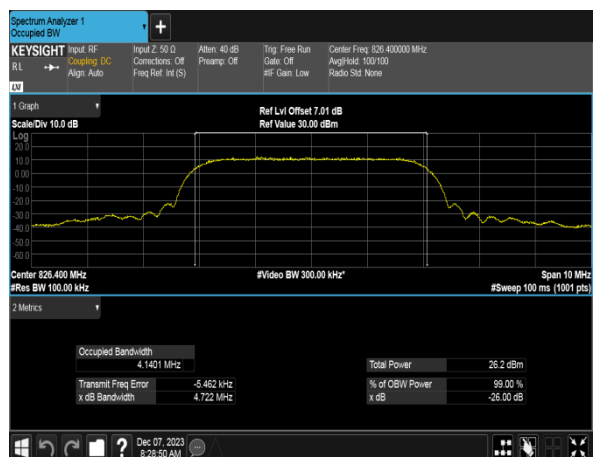 Spectrum Analyzer 1
Occupied BW
KEYSIGHT Input: RF Input Z: 50 Ω Atten: 40 dB Trig: Free Run Center Freq: 826.400000 MHz
RL Coupling: DC Corrections: Off Preamp: Off Gate: Off Avg|Hold: 100/100
Align: Auto Freq Ref: Int (S) #IF Gain: Low Radio Std: None
LXI
1 Graph
Ref Lvl Offset 7.01 dB
Scale/Div 10.0 dB Ref Value 30.00 dBm
Log
20.0
10.0
0.00
-10.0
-20.0
-30.0
-40.0
-50.0
-60.0
Center 826.400 MHz #Video BW 300.00 kHz* Span 10 MHz
#Res BW 100.00 kHz #Sweep 100 ms (1001 pts)
2 Metrics
Occupied Bandwidth
4.1401 MHz Total Power 26.2 dBm
Transmit Freq Error -5.462 kHz % of OBW Power 99.00 %
x dB Bandwidth 4.722 MHz x dB -26.00 dB
Dec 07, 2023
8:28:50 AM